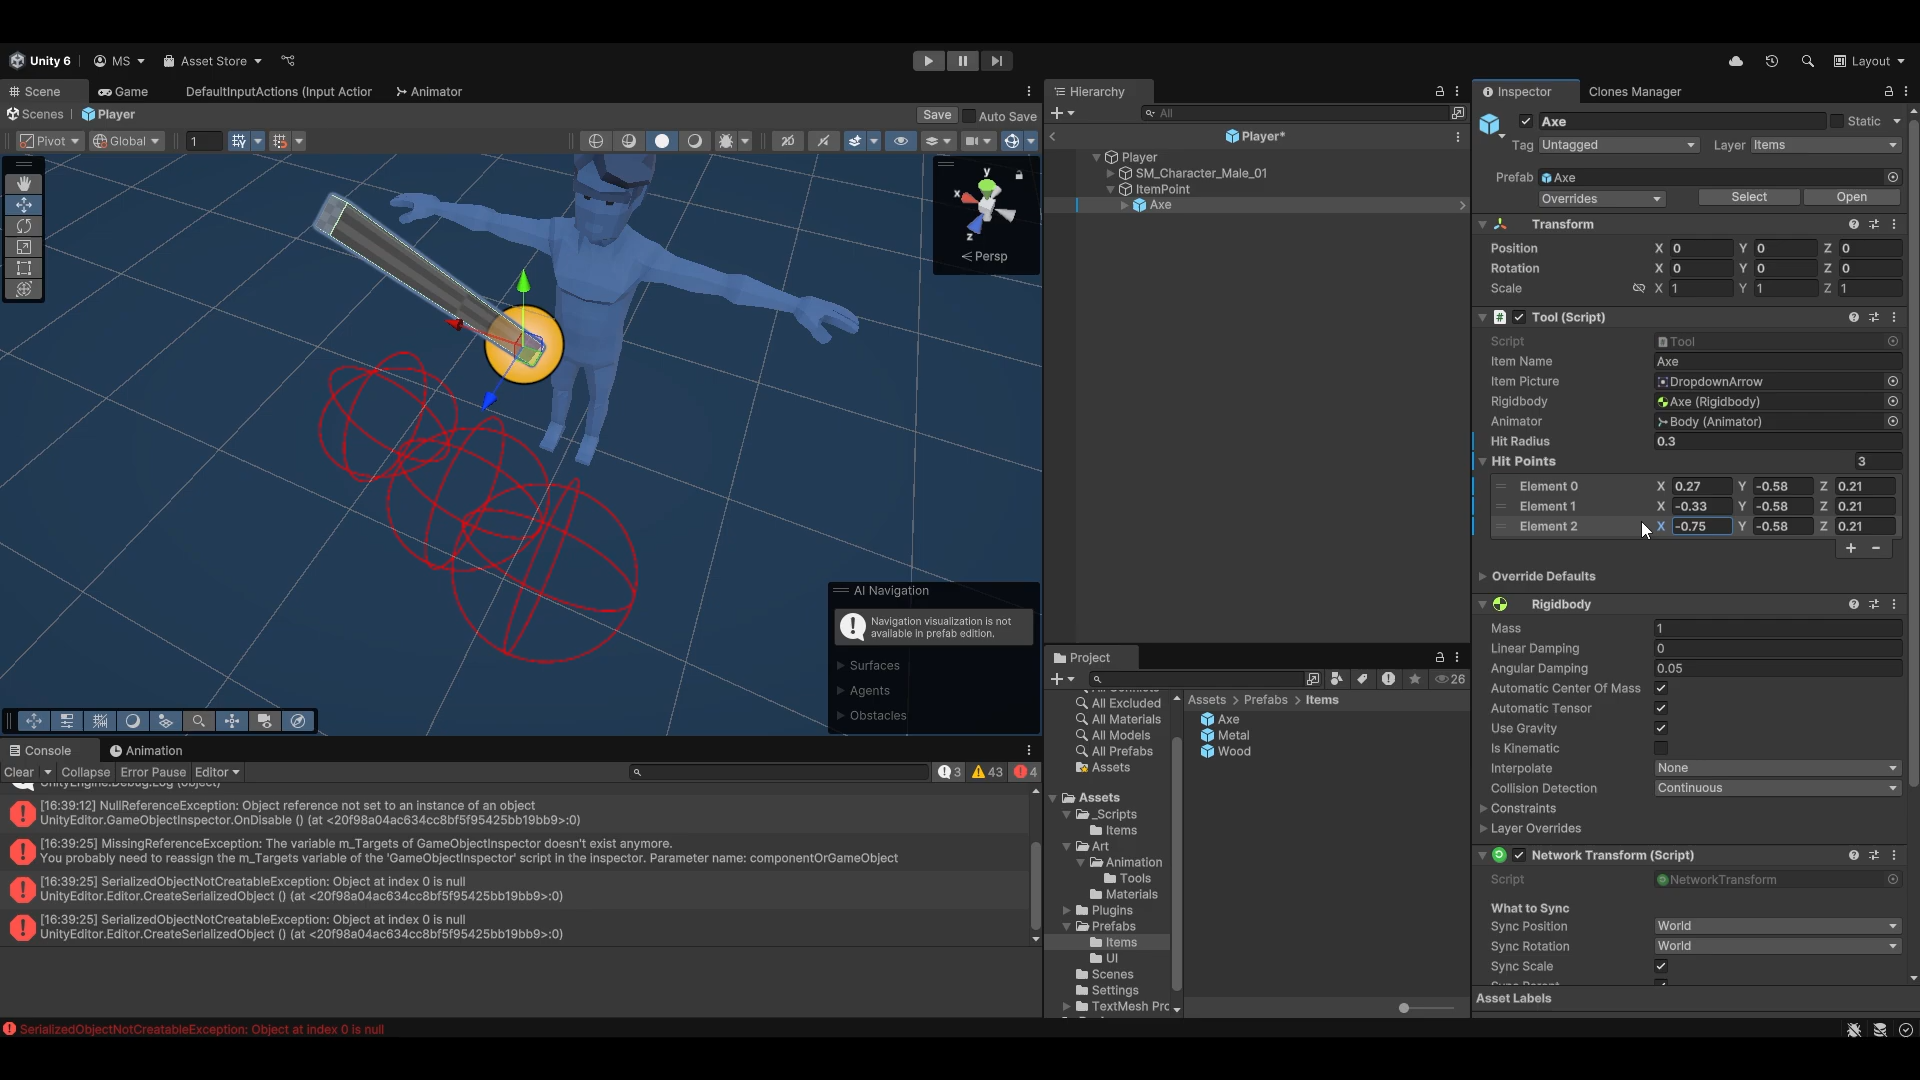 Unity 6
MS
Asset Store
Layout
Scene
Game
DefaultInputActions (Input Actior
Animator
Scenes
Player
Save
Auto Save
Pivot
Global
1
y
x
z
Persp
AI Navigation
Navigation visualization is not
available in prefab edition.
Surfaces
Agents
Obstacles
Hierarchy
All
Player*
Player
SM_Character_Male_01
ItemPoint
Axe
Inspector
Clones Manager
Axe
Static
Tag Untagged
Layer Items
Prefab Axe
Overrides
Select
Open
Transform
Position X 0 Y 0 Z 0
Rotation X 0 Y 0 Z 0
Scale X 1 Y 1 Z 1
Tool (Script)
Script Tool
Item Name Axe
Item Picture DropdownArrow
Rigidbody Axe (Rigidbody)
Animator Body (Animator)
Hit Radius 0.3
Hit Points 3
Element 0 X 0.27 Y -0.58 Z 0.21
Element 1 X -0.33 Y -0.58 Z 0.21
Element 2 X -0.75 Y -0.58 Z 0.21
Override Defaults
Rigidbody
Mass 1
Linear Damping 0
Angular Damping 0.05
Automatic Center Of Mass
Automatic Tensor
Use Gravity
Is Kinematic
Interpolate None
Collision Detection Continuous
Constraints
Layer Overrides
Network Transform (Script)
Script NetworkTransform
What to Sync
Sync Position World
Sync Rotation World
Sync Scale
Asset Labels
Project
26
All Excluded
All Materials
All Models
All Prefabs
Assets
Assets
_Scripts
Items
Art
Animation
Tools
Materials
Plugins
Prefabs
Items
UI
Scenes
Settings
TextMesh Prc
Assets > Prefabs > Items
Axe
Metal
Wood
Console
Animation
Clear
Collapse
Error Pause
Editor
3
43
4
UnityEngine.Debug:Log (object)
[16:39:12] NullReferenceException: Object reference not set to an instance of an object
UnityEditor.GameObjectInspector.OnDisable () (at <20f98a04ac634cc8bf5f95425bb19bb9>:0)
[16:39:25] MissingReferenceException: The variable m_Targets of GameObjectInspector doesn't exist anymore.
You probably need to reassign the m_Targets variable of the 'GameObjectInspector' script in the inspector. Parameter name: componentOrGameObject
[16:39:25] SerializedObjectNotCreatableException: Object at index 0 is null
UnityEditor.Editor.CreateSerializedObject () (at <20f98a04ac634cc8bf5f95425bb19bb9>:0)
[16:39:25] SerializedObjectNotCreatableException: Object at index 0 is null
UnityEditor.Editor.CreateSerializedObject () (at <20f98a04ac634cc8bf5f95425bb19bb9>:0)
SerializedObjectNotCreatableException: Object at index 0 is null